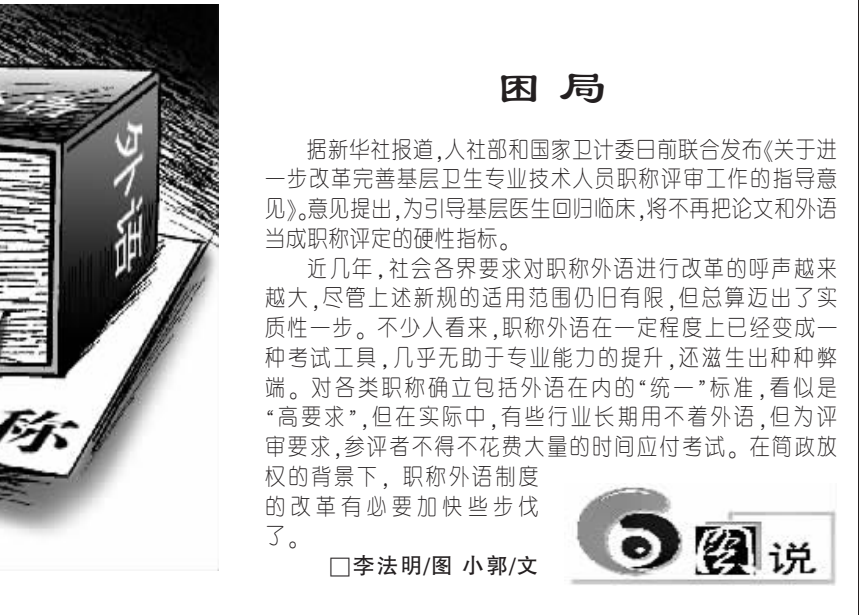 外语
称
困 局
据新华社报道,人社部和国家卫计委日前联合发布《关于进
一步改革完善基层卫生专业技术人员职称评审工作的指导意
见》。意见提出,为引导基层医生回归临床,将不再把论文和外语
当成职称评定的硬性指标。
近几年,社会各界要求对职称外语进行改革的呼声越来
越大,尽管上述新规的适用范围仍旧有限,但总算迈出了实
质性一步。不少人看来,职称外语在一定程度上已经变成一
种考试工具,几乎无助于专业能力的提升,还滋生出种种弊
端。对各类职称确立包括外语在内的“统一”标准,看似是
“高要求”,但在实际中,有些行业长期用不着外语,但为评
审要求,参评者不得不花费大量的时间应付考试。在简政放
权的背景下,职称外语制度
的改革有必要加快些步伐
了。
□李法明/图 小郭/文
图说